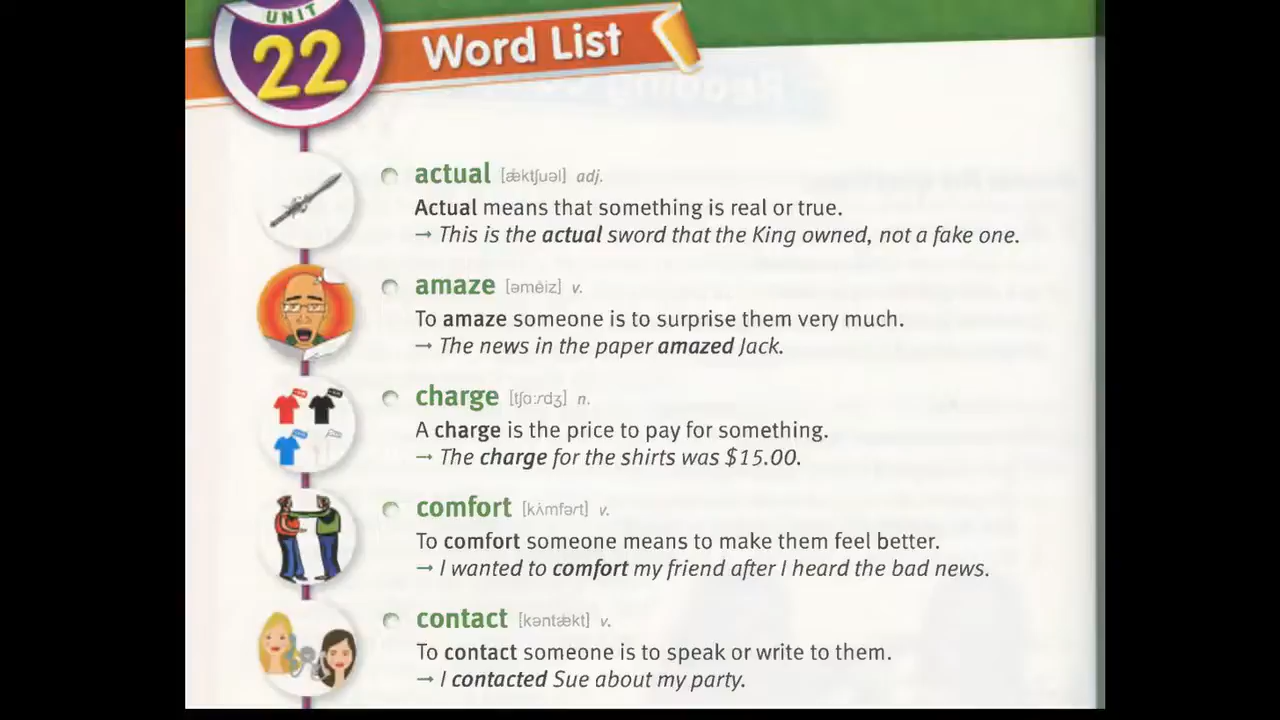 UNIT
22
Word List
actual [ǽktʃuəl] adj.
Actual means that something is real or true.
→ This is the actual sword that the King owned, not a fake one.
amaze [əméiz] v.
To amaze someone is to surprise them very much.
→ The news in the paper amazed Jack.
charge [tʃɑ:rdʒ] n.
A charge is the price to pay for something.
→ The charge for the shirts was $15.00.
comfort [kʌ́mfərt] v.
To comfort someone means to make them feel better.
→ I wanted to comfort my friend after I heard the bad news.
contact [kəntǽkt] v.
To contact someone is to speak or write to them.
→ I contacted Sue about my party.